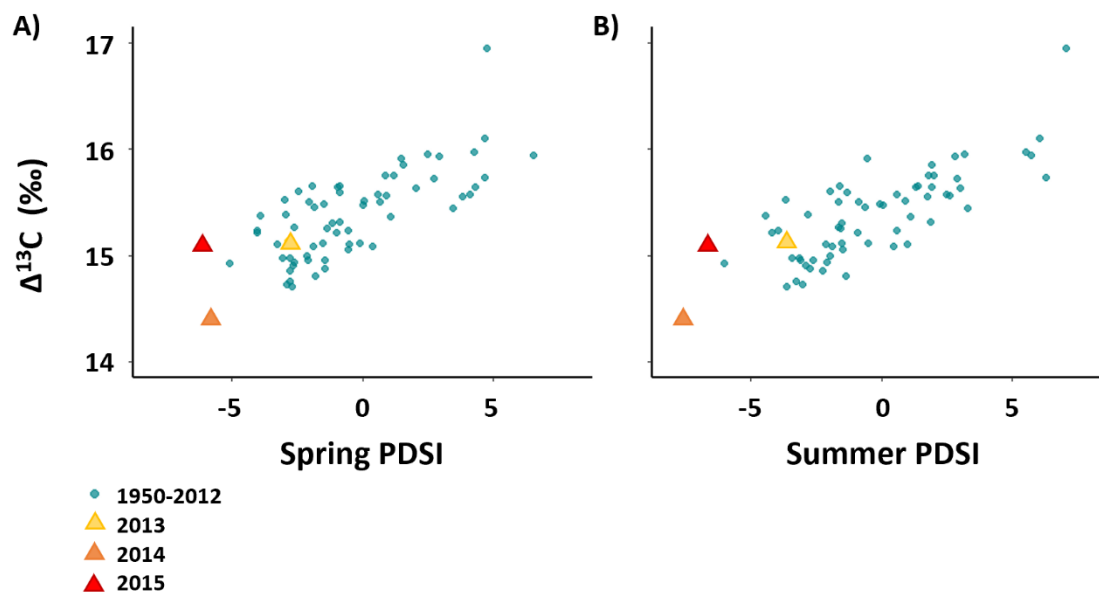 A)
B)
Δ13C (‰)
17
16
15
14
-5 0 5
-5 0 5
Spring PDSI
Summer PDSI
1950-2012
2013
2014
2015